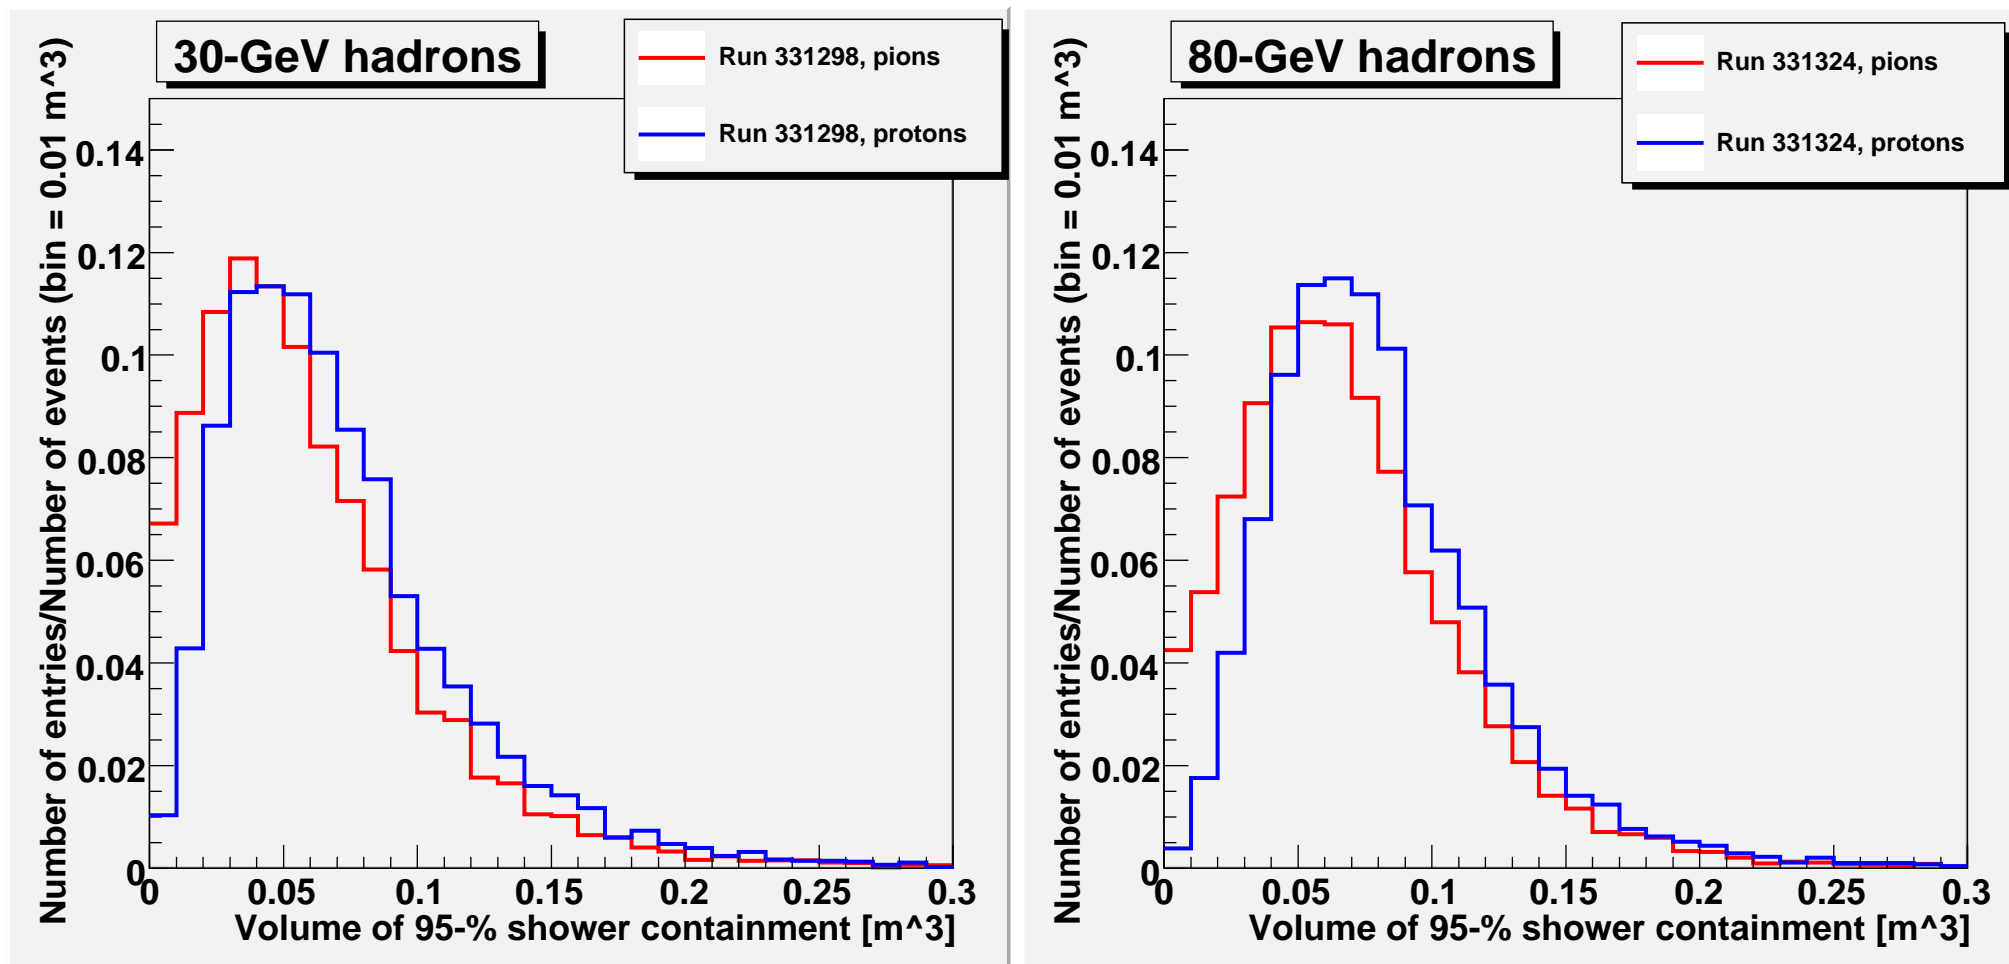 30-GeV hadrons
Run 331298, pions
Run 331298, protons
Number of entries/Number of events (bin = 0.01 m^3)
0.14
0.12
0.1
0.08
0.06
0.04
0.02
0
0 0.05 0.1 0.15 0.2 0.25 0.3
Volume of 95-% shower containment [m^3]
80-GeV hadrons
Run 331324, pions
Run 331324, protons
Number of entries/Number of events (bin = 0.01 m^3)
0.14
0.12
0.1
0.08
0.06
0.04
0.02
0
0 0.05 0.1 0.15 0.2 0.25 0.3
Volume of 95-% shower containment [m^3]